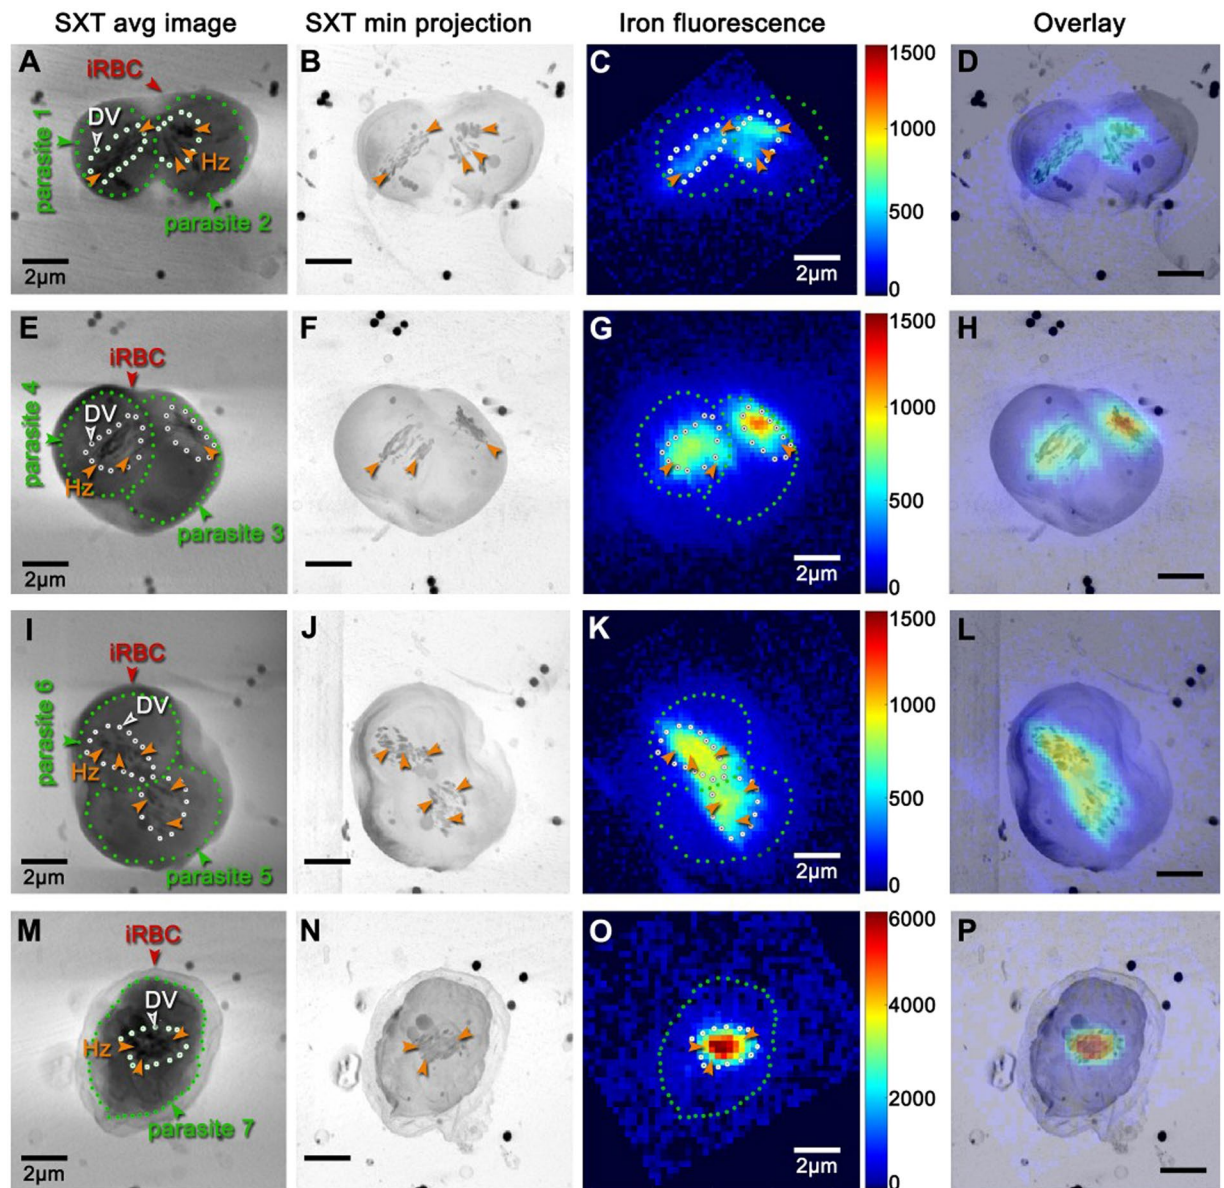 SXT avg image SXT min projection Iron fluorescence Overlay
A iRBC DV Hz parasite 1 parasite 2 2µm
B
C 2µm
1500
1000
500
0
D
E iRBC DV Hz parasite 4 parasite 3 2µm
F
G 2µm
1500
1000
500
0
H
I iRBC DV Hz parasite 6 parasite 5 2µm
J
K 2µm
1500
1000
500
0
L
M iRBC DV Hz parasite 7 2µm
N
O 2µm
6000
4000
2000
0
P